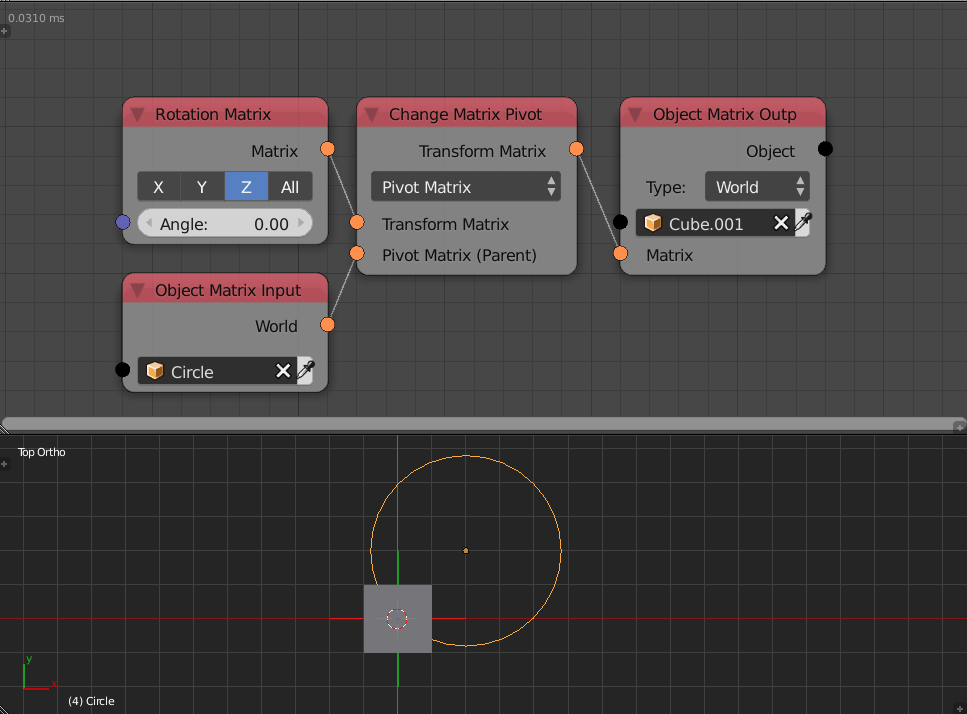 0.0310 ms
Rotation Matrix
Matrix
X Y Z All
Angle: 0.00
Object Matrix Input
World
Circle
Change Matrix Pivot
Transform Matrix
Pivot Matrix
Transform Matrix
Pivot Matrix (Parent)
Object Matrix Outp
Object
Type: World
Cube.001
Matrix
Top Ortho
y
x
(4) Circle